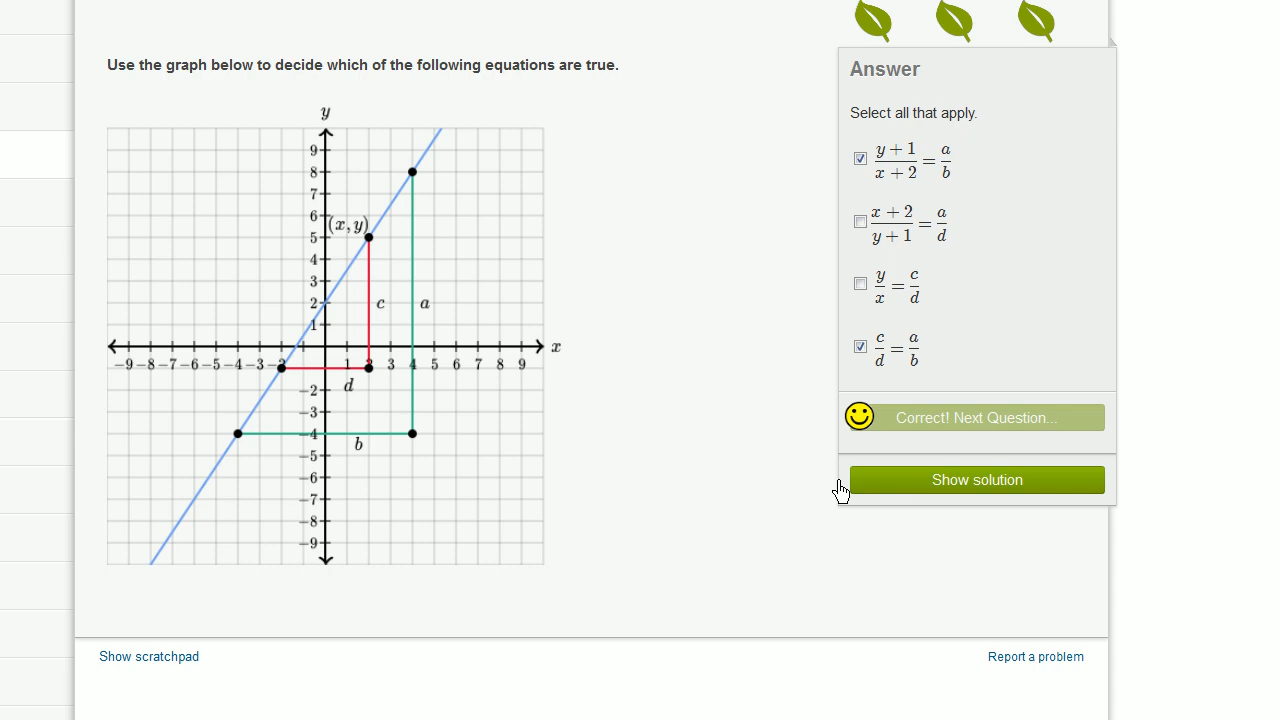 Use the graph below to decide which of the following equations are true.
y
9
8
7
6
(x, y)
5
4
3
c
a
2
1
x
−9 −8 −7 −6 −5 −4 −3 −2 1 2 3 4 5 6 7 8 9
d
−2
−3
−4
b
−5
−6
−7
−8
−9
Answer
Select all that apply.
y + 1 / x + 2 = a / b
x + 2 / y + 1 = a / d
y / x = c / d
c / d = a / b
Correct! Next Question...
Show solution
Show scratchpad
Report a problem